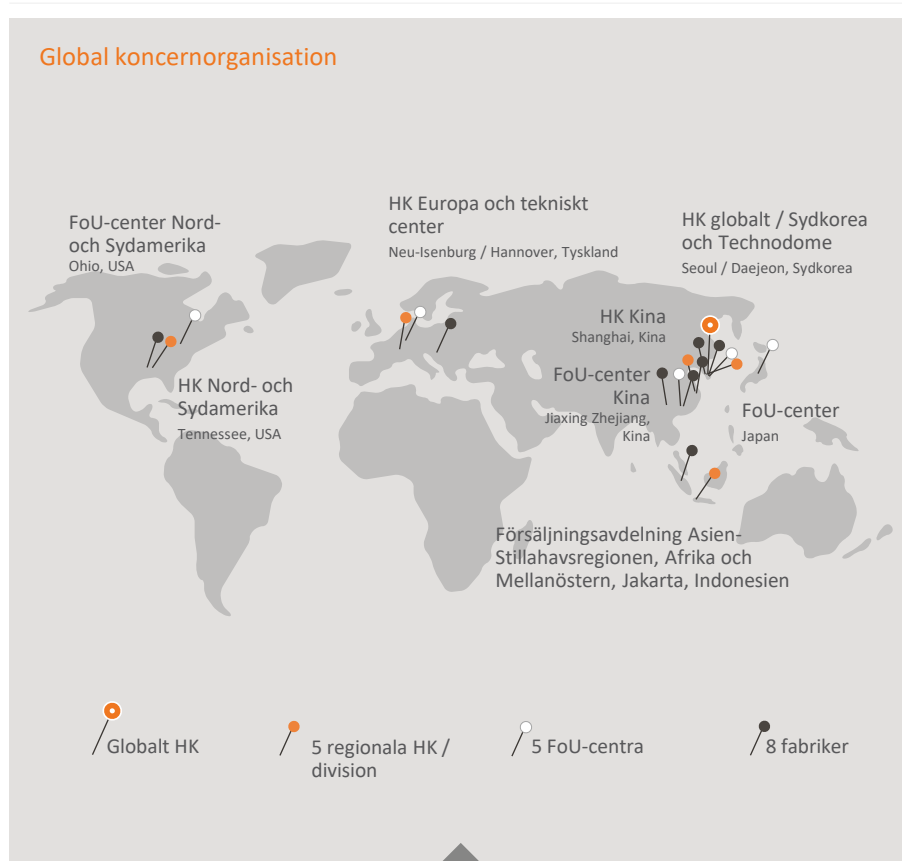 Global koncernorganisation
FoU-center Nord-
och Sydamerika
Ohio, USA
HK Europa och tekniskt
center
Neu-Isenburg / Hannover, Tyskland
HK globalt / Sydkorea
och Technodome
Seoul / Daejeon, Sydkorea
HK Kina
Shanghai, Kina
HK Nord- och
Sydamerika
Tennessee, USA
FoU-center
Kina
Jiaxing Zhejiang,
Kina
FoU-center
Japan
Försäljningsavdelning Asien-
Stillahavsregionen, Afrika och
Mellanöstern, Jakarta, Indonesien
Globalt HK
5 regionala HK /
division
5 FoU-centra
8 fabriker